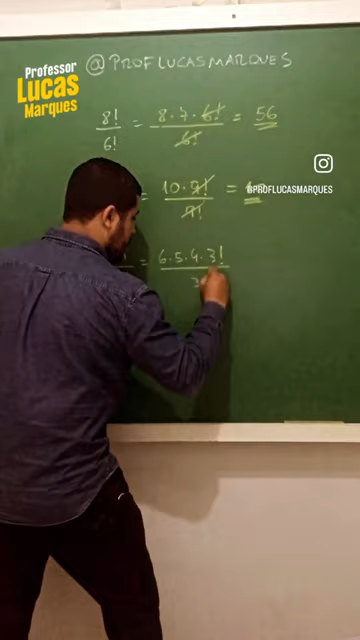 Professor
Lucas
Marques
@PROFLUCASMARQUES
8!/6! = 8·7·6!/6! = 56
= 10·9!/9! =
@PROFLUCASMARQUES
= 6·5·4·3!/3